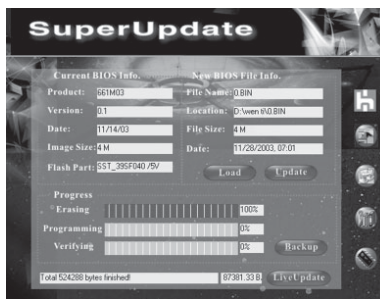 SuperUpdate
Current BIOS Info.
New BIOS File Info.
Product: 661M03
File Name: 0.BIN
Version: 0.1
Location: D:\wen ti\0.BIN
Date: 11/14/03
File Size: 4 M
Image Size: 4 M
Date: 11/28/2003, 07:01
Flash Part: SST_39SF040 /5V
Load
Update
Progress
Erasing 100%
Programming 0%
Verifying 0%
Backup
Total 524288 bytes finished!
87381.33 B.
LiveUpdate